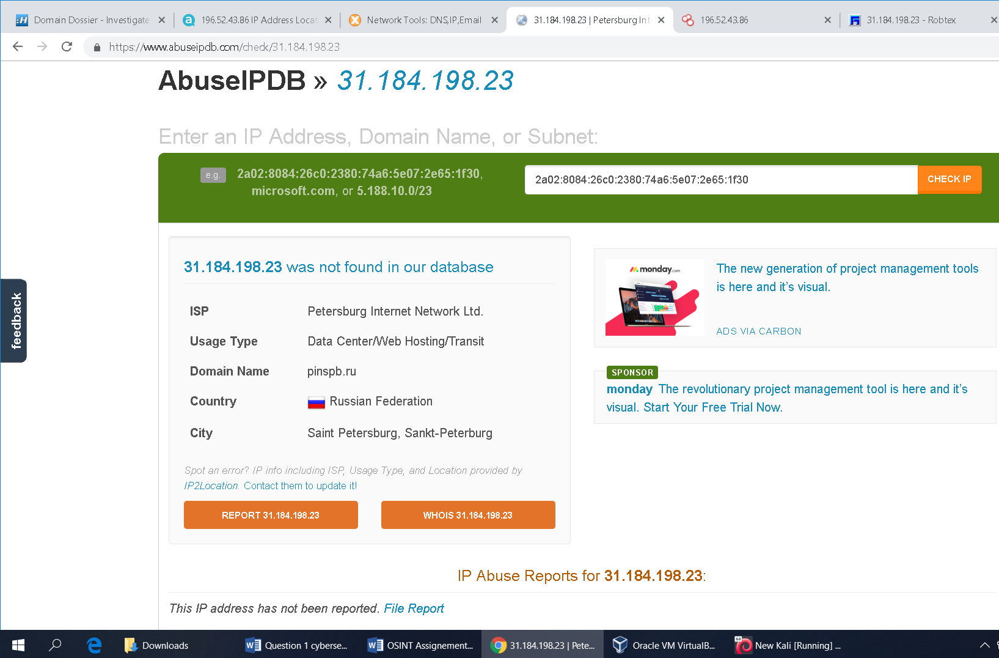 Domain Dossier - Investigate
196.52.43.86 IP Address Locat
Network Tools: DNS,IP,Email
31.184.198.23 | Petersburg Int
196.52.43.86
31.184.198.23 - Robtex
https://www.abuseipdb.com/check/31.184.198.23
AbuseIPDB » 31.184.198.23
Enter an IP Address, Domain Name, or Subnet:
e.g. 2a02:8084:26c0:2380:74a6:5e07:2e65:1f30,
microsoft.com, or 5.188.10.0/23
2a02:8084:26c0:2380:74a6:5e07:2e65:1f30
CHECK IP
31.184.198.23 was not found in our database
ISP Petersburg Internet Network Ltd.
Usage Type Data Center/Web Hosting/Transit
Domain Name pinspb.ru
Country Russian Federation
City Saint Petersburg, Sankt-Peterburg
Spot an error? IP info including ISP, Usage Type, and Location provided by
IP2Location. Contact them to update it!
REPORT 31.184.198.23
WHOIS 31.184.198.23
monday.com
The new generation of project management tools
is here and it's visual.
ADS VIA CARBON
SPONSOR
monday The revolutionary project management tool is here and it's
visual. Start Your Free Trial Now.
feedback
IP Abuse Reports for 31.184.198.23:
This IP address has not been reported. File Report
Downloads
Question 1 cyberse...
OSINT Assignement...
31.184.198.23 | Pete...
Oracle VM VirtualB...
64
New Kali [Running] ...